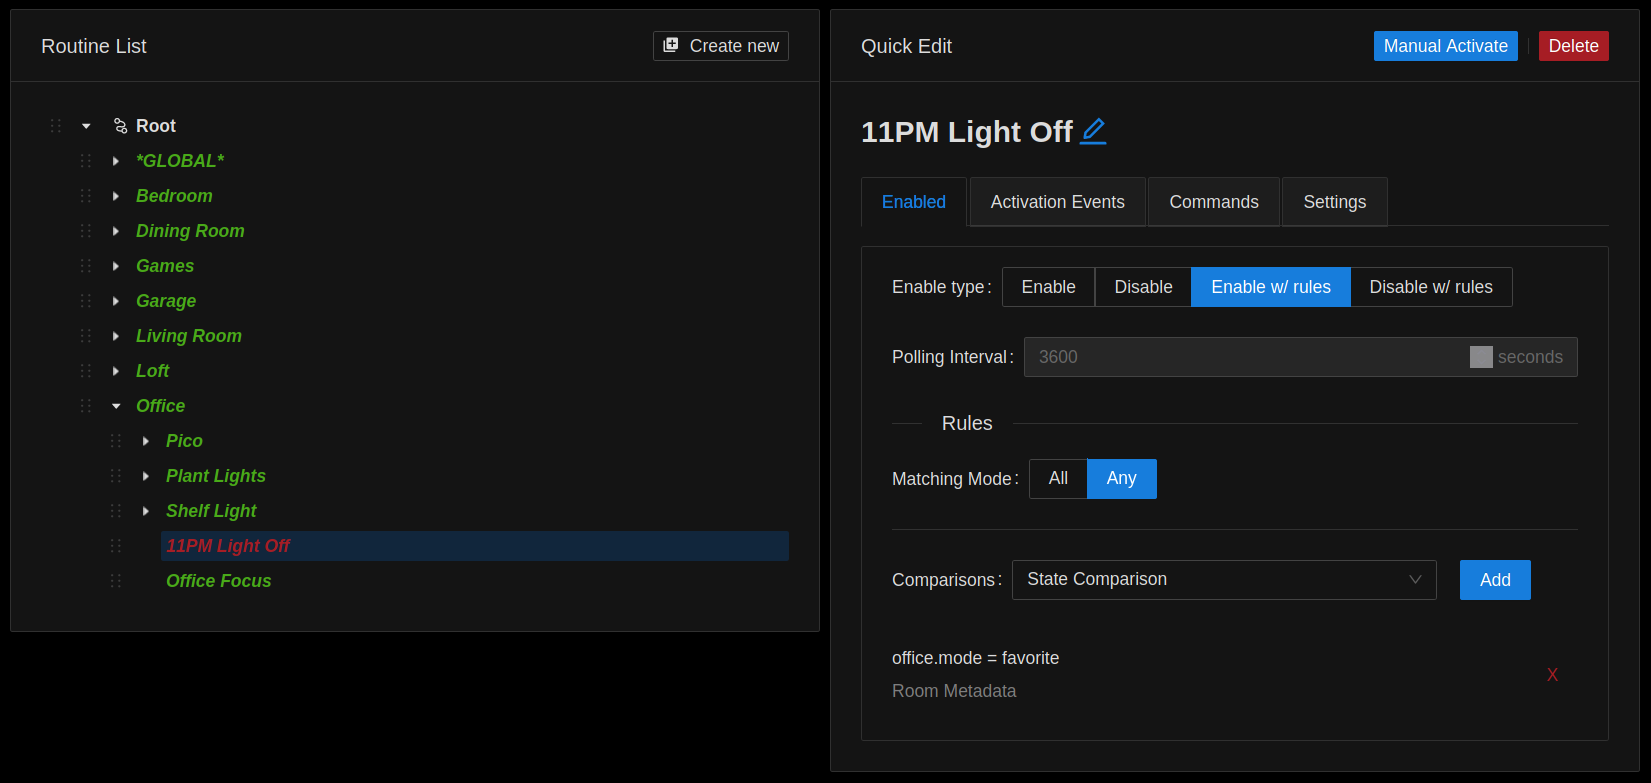 Routine List
Create new
Root
*GLOBAL*
Bedroom
Dining Room
Games
Garage
Living Room
Loft
Office
Pico
Plant Lights
Shelf Light
11PM Light Off
Office Focus
Quick Edit
Manual Activate
Delete
11PM Light Off
Enabled Activation Events Commands Settings
Enable type: Enable Disable Enable w/ rules Disable w/ rules
Polling Interval: 3600 seconds
Rules
Matching Mode: All Any
Comparisons: State Comparison Add
office.mode = favorite
Room Metadata
X